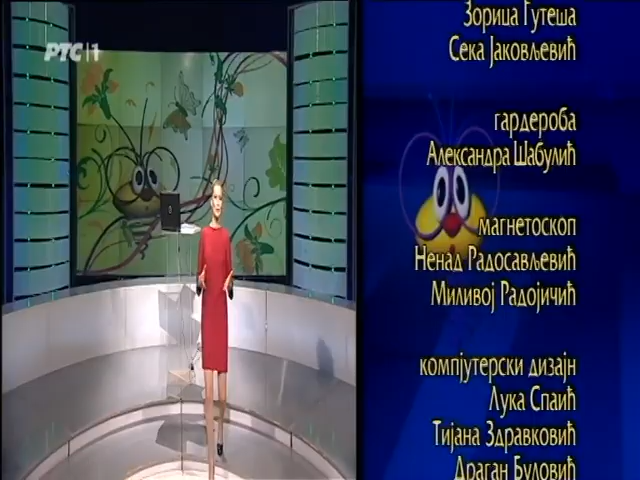 РТС|1
Зорица Гутеша
Сека Јаковљевић
гардероба
Александра Шабулић
магнетоскоп
Ненад Радосављевић
Миливој Радојичић
компјутерски дизајн
Лука Спаић
Тијана Здравковић
Драган Буловић